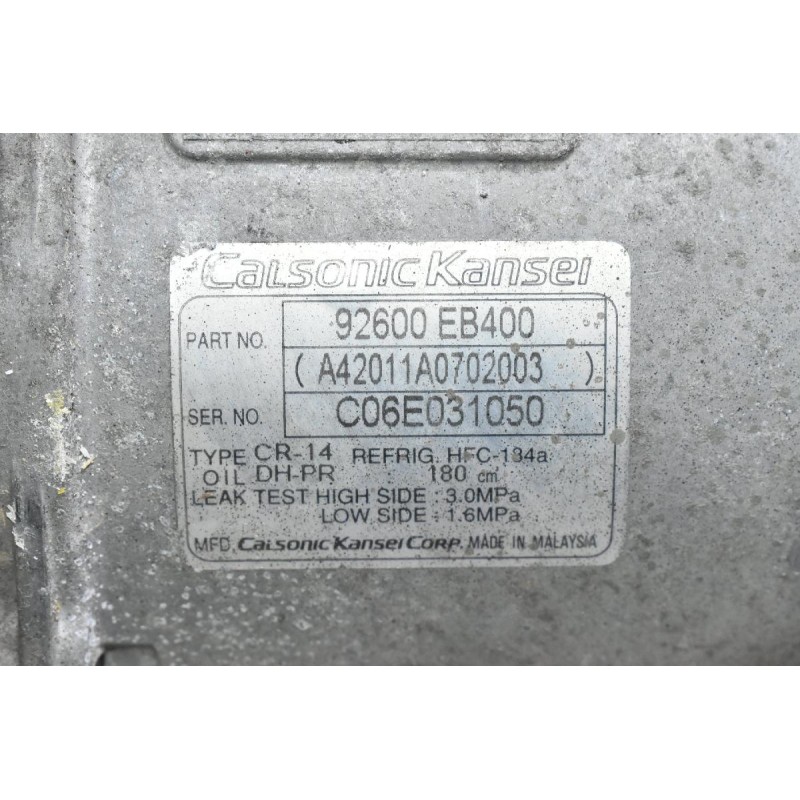 Calsonic Kansei
PART NO. 92600 EB400
( A42011A0702003 )
SER. NO. C06E031050
TYPE CR-14 REFRIG. HFC-134a
OIL DH-PR : 180 cm
LEAK TEST HIGH SIDE : 3.0MPa
LOW SIDE : 1.6MPa
MFD. Calsonic Kansei Corp. MADE IN MALAYSIA